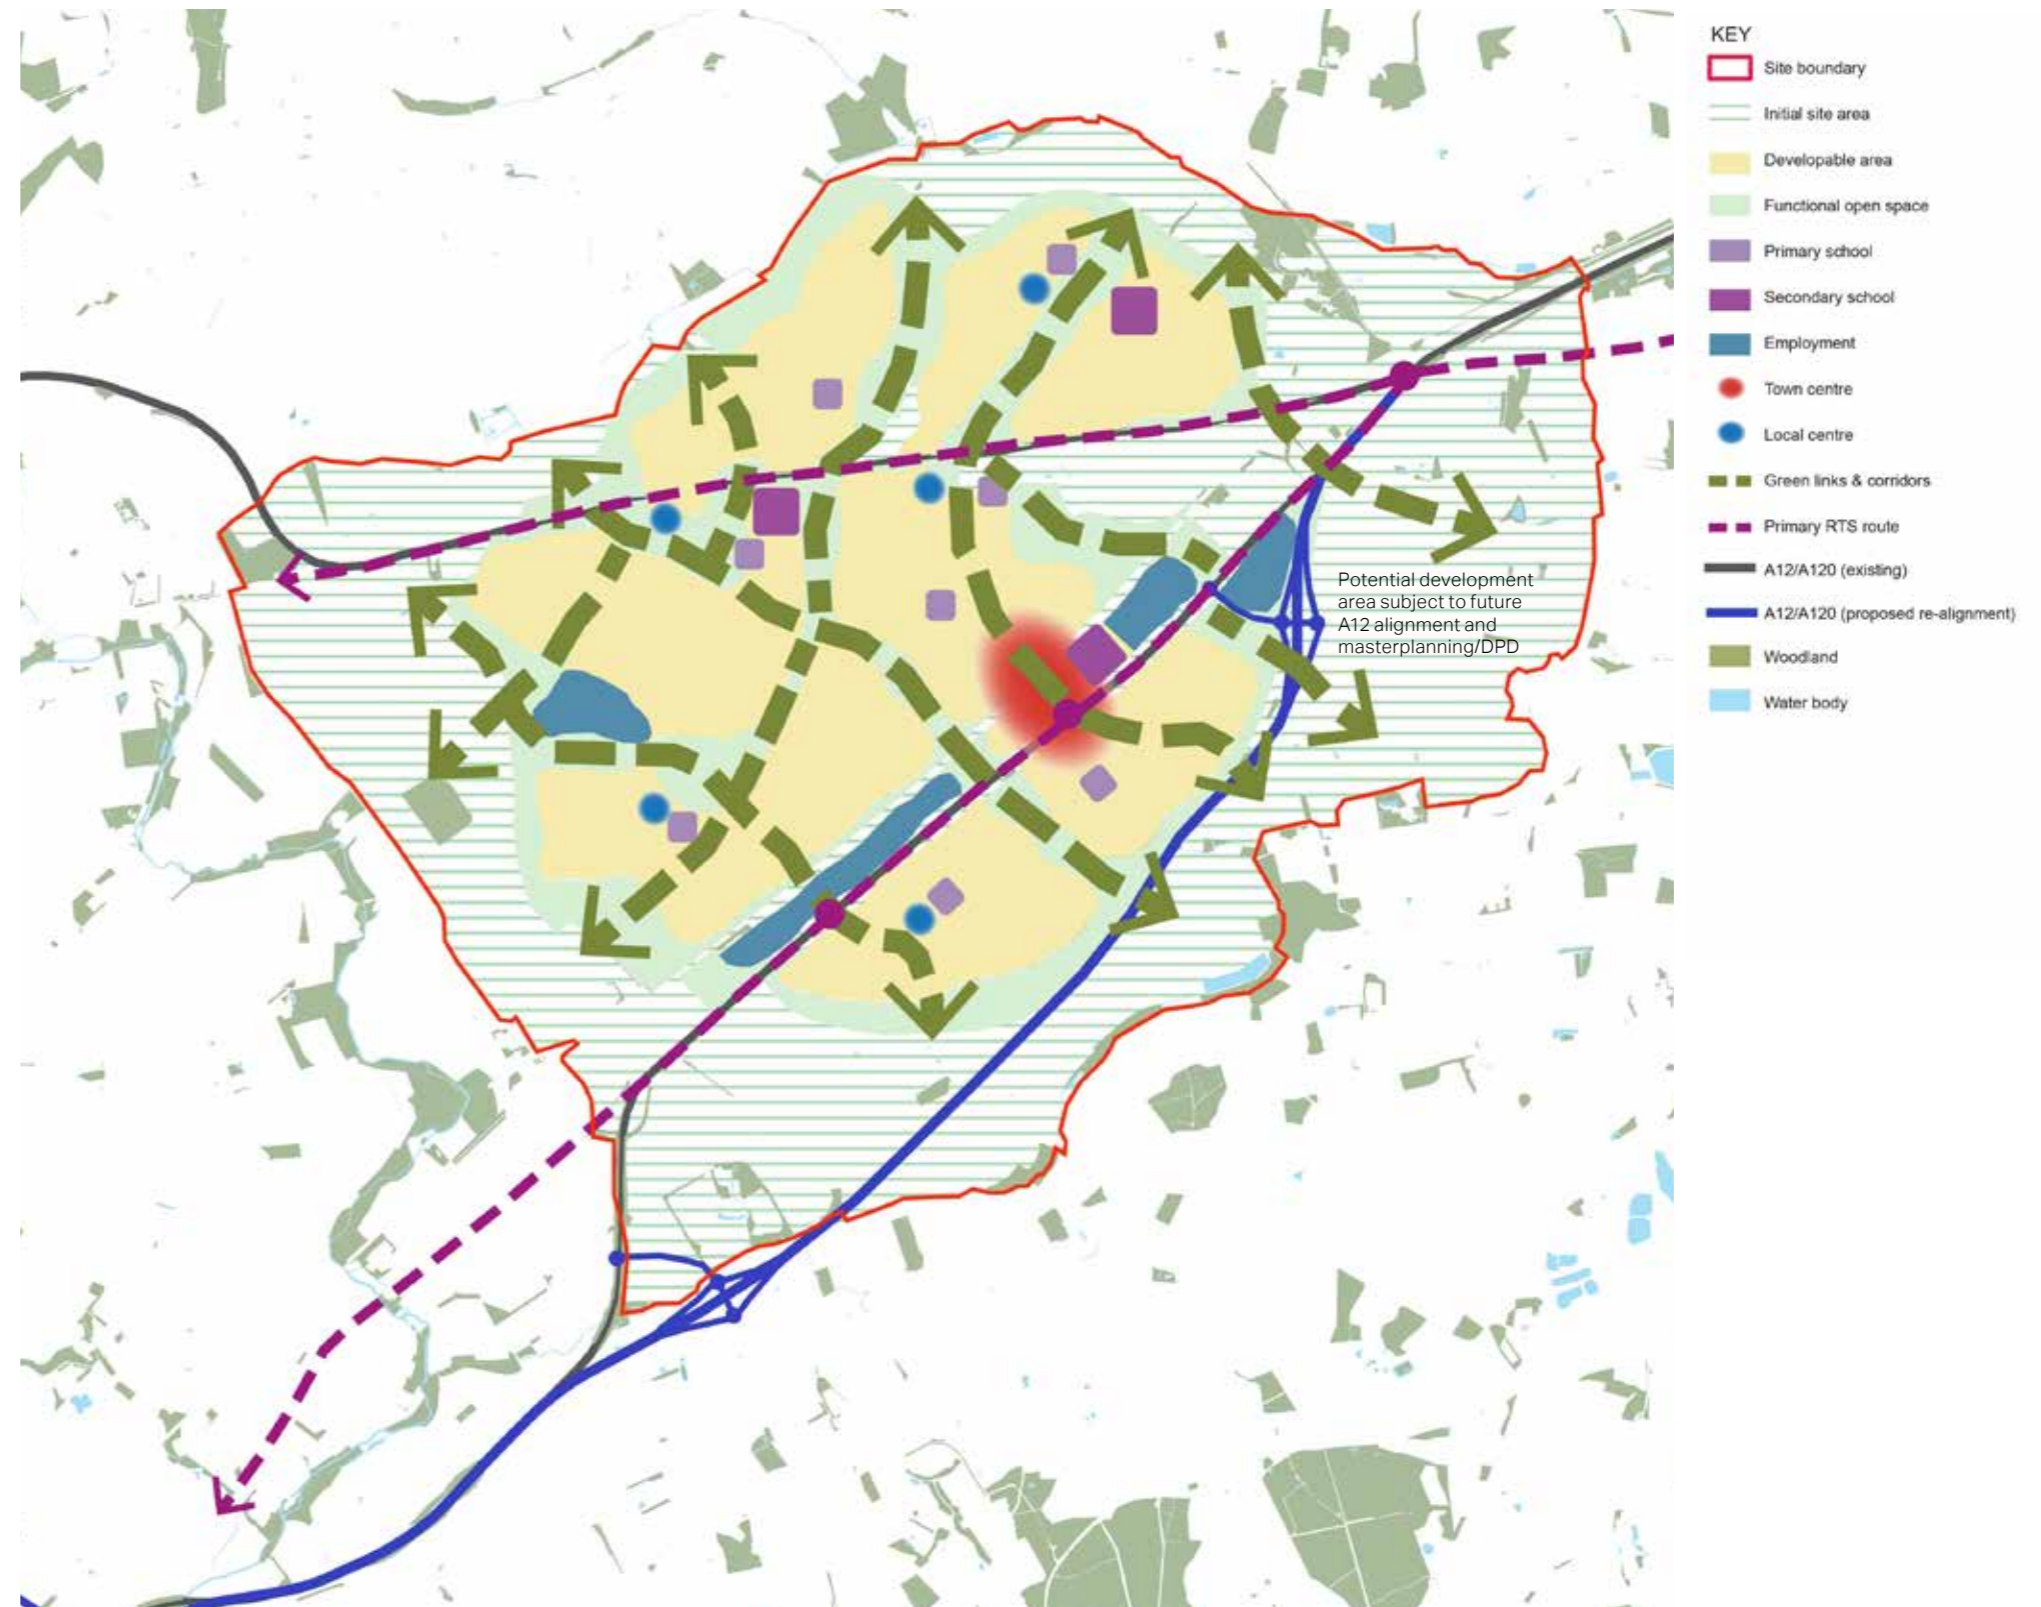 KEY
Site boundary
Initial site area
Developable area
Functional open space
Primary school
Secondary school
Employment
Town centre
Local centre
Green links & corridors
Primary RTS route
A12/A120 (existing)
A12/A120 (proposed re-alignment)
Woodland
Water body
Potential development
area subject to future
A12 alignment and
masterplanning/DPD